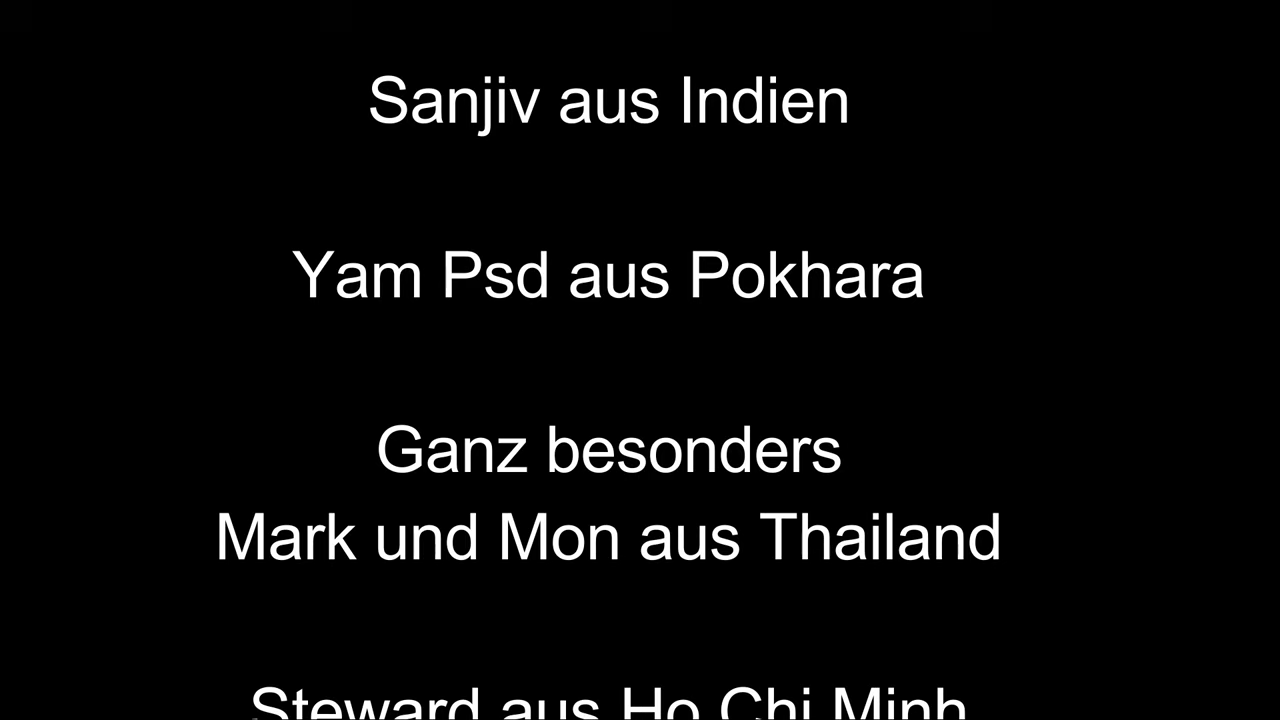 Sanjiv aus Indien
Yam Psd aus Pokhara
Ganz besonders
Mark und Mon aus Thailand
Steward aus Ho Chi Minh